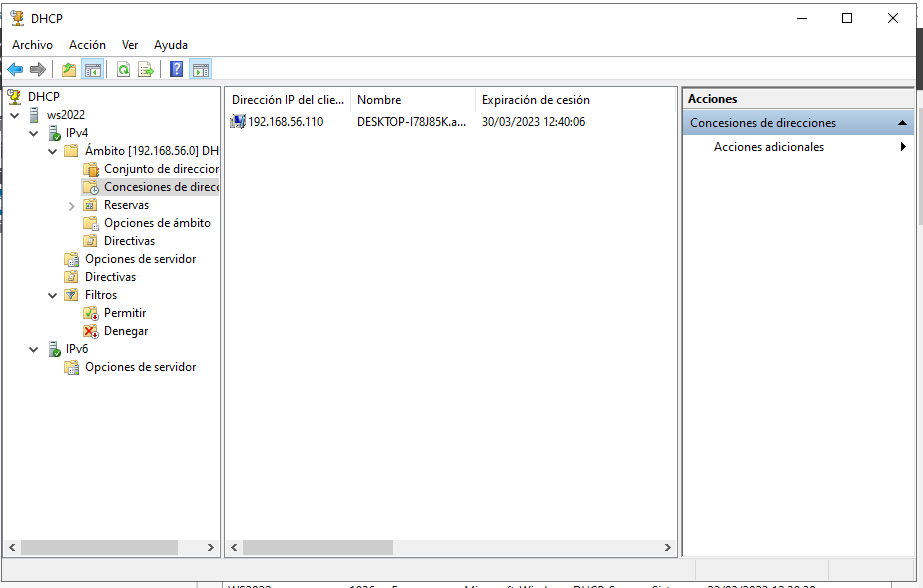 DHCP
Archivo Acción Ver Ayuda
DHCP
ws2022
IPv4
Ámbito [192.168.56.0] DH
Conjunto de direccior
Concesiones de direcc
Reservas
Opciones de ámbito
Directivas
Opciones de servidor
Directivas
Filtros
Permitir
Denegar
IPv6
Opciones de servidor
Dirección IP del clie... Nombre Expiración de cesión
192.168.56.110 DESKTOP-I78J85K.a... 30/03/2023 12:40:06
Acciones
Concesiones de direcciones
Acciones adicionales